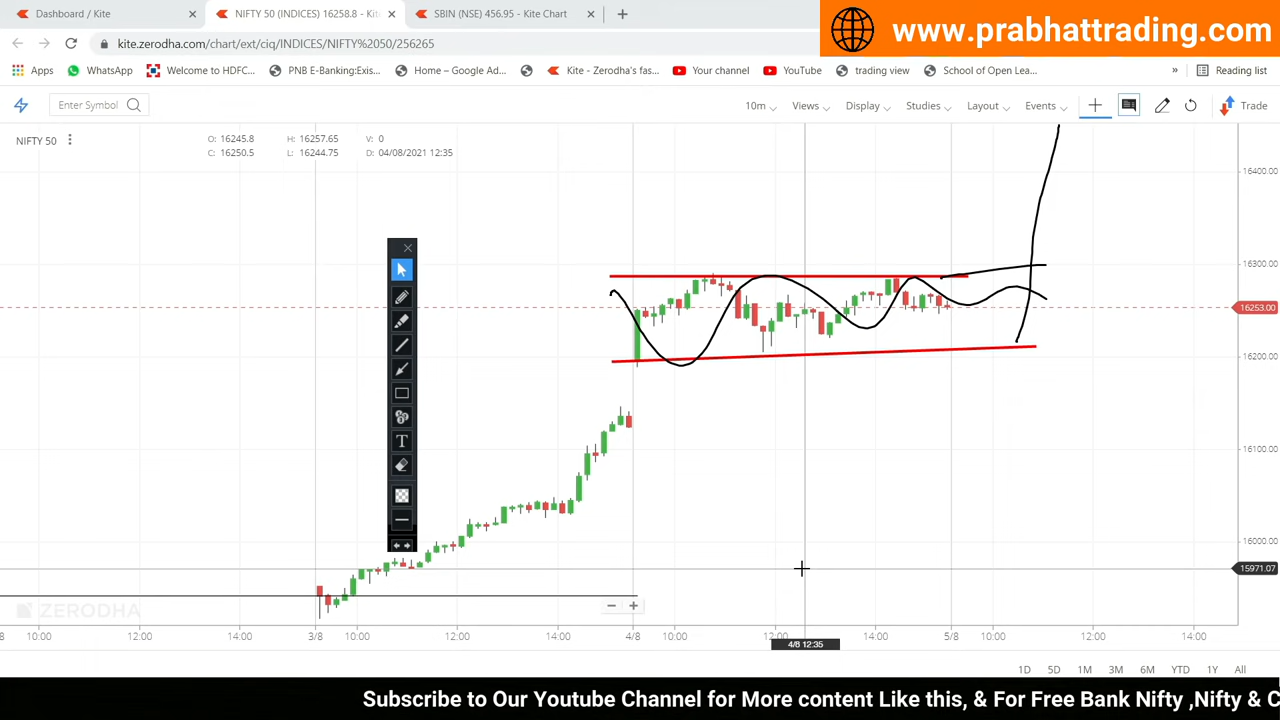 Dashboard / Kite
NIFTY 50 (INDICES) 16258.8 - Kite
SBIN (NSE) 456.95 - Kite Chart
www.prabhattrading.com
kite.zerodha.com/chart/ext/ciq/INDICES/NIFTY%2050/256265
Apps
WhatsApp
Welcome to HDFC...
PNB E-Banking:Exis...
Home – Google Ad...
Kite - Zerodha's fas...
Your channel
YouTube
trading view
School of Open Lea...
»
Reading list
Enter Symbol
10m
Views
Display
Studies
Layout
Events
Trade
NIFTY 50
O: 16245.8 H: 16257.65 V: 0
C: 16250.5 L: 16244.75 D: 04/08/2021 12:35
16400.00
16300.00
16253.00
16200.00
16000.00
15971.07
T
ZERODHA
10:00 12:00 14:00 3/8 10:00 12:00 14:00 4/8 10:00 12:00 14:00 5/8 10:00 12:00 14:00
4/8 12:35
1D 5D 1M 3M 6M YTD 1Y All
Subscribe to Our Youtube Channel for More content Like this, & For Free Bank Nifty ,Nifty & C